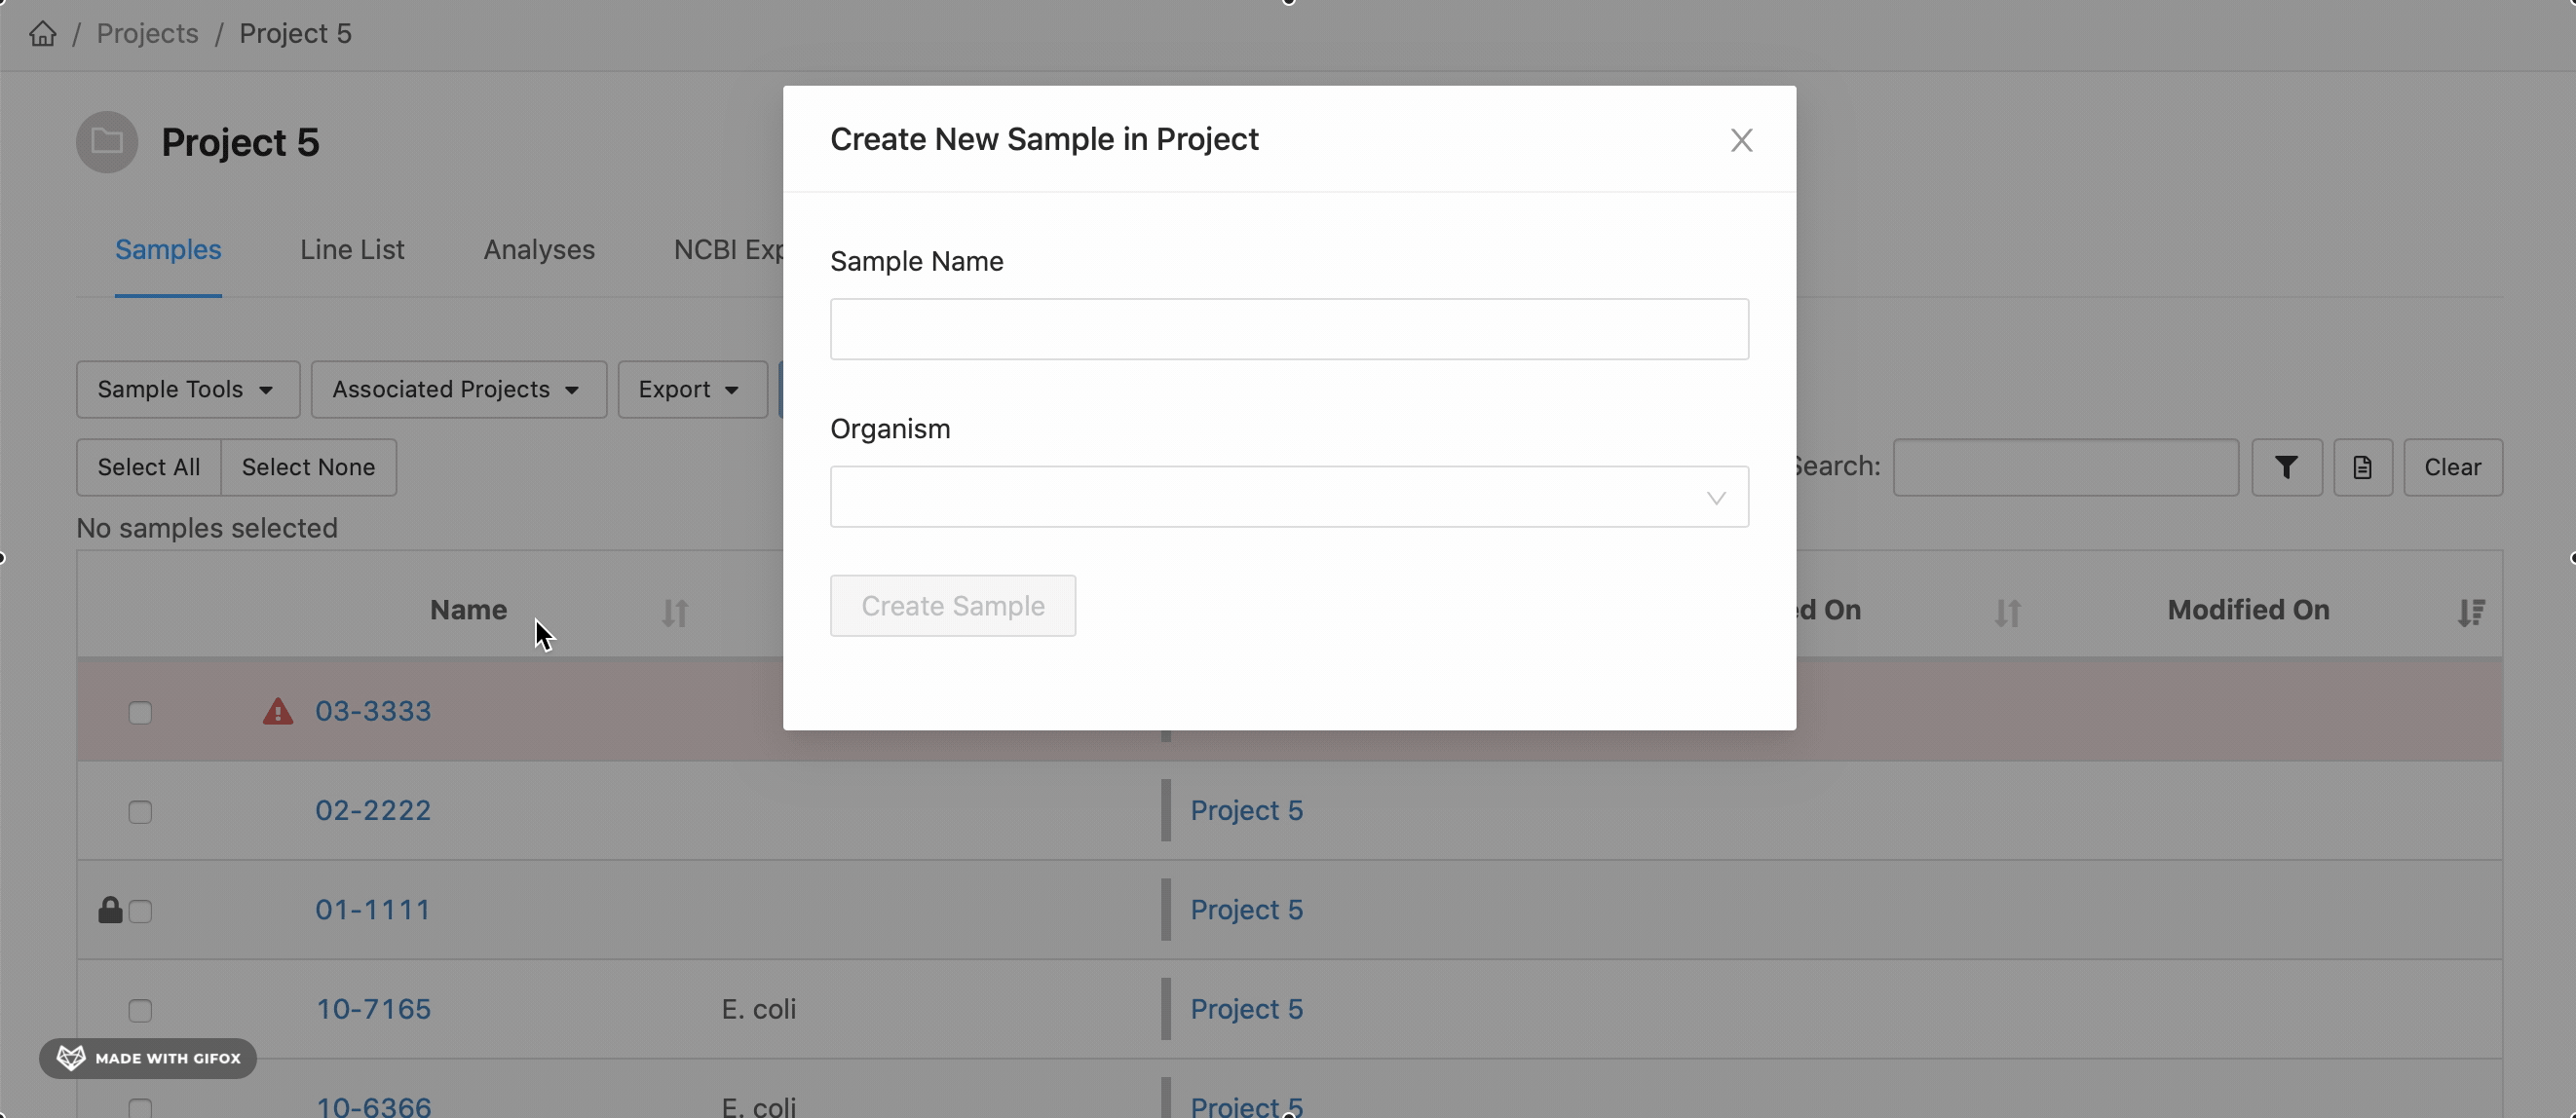 / Projects / Project 5
Project 5
Samples Line List Analyses NCBI Exp
Sample Tools Associated Projects Export
Select All Select None
No samples selected
Create New Sample in Project
Sample Name
Organism
Create Sample
Search: Clear
Name ed On Modified On
03-3333
02-2222 Project 5
01-1111 Project 5
10-7165 E. coli Project 5
10-6366 E. coli Project 5
MADE WITH GIFOX